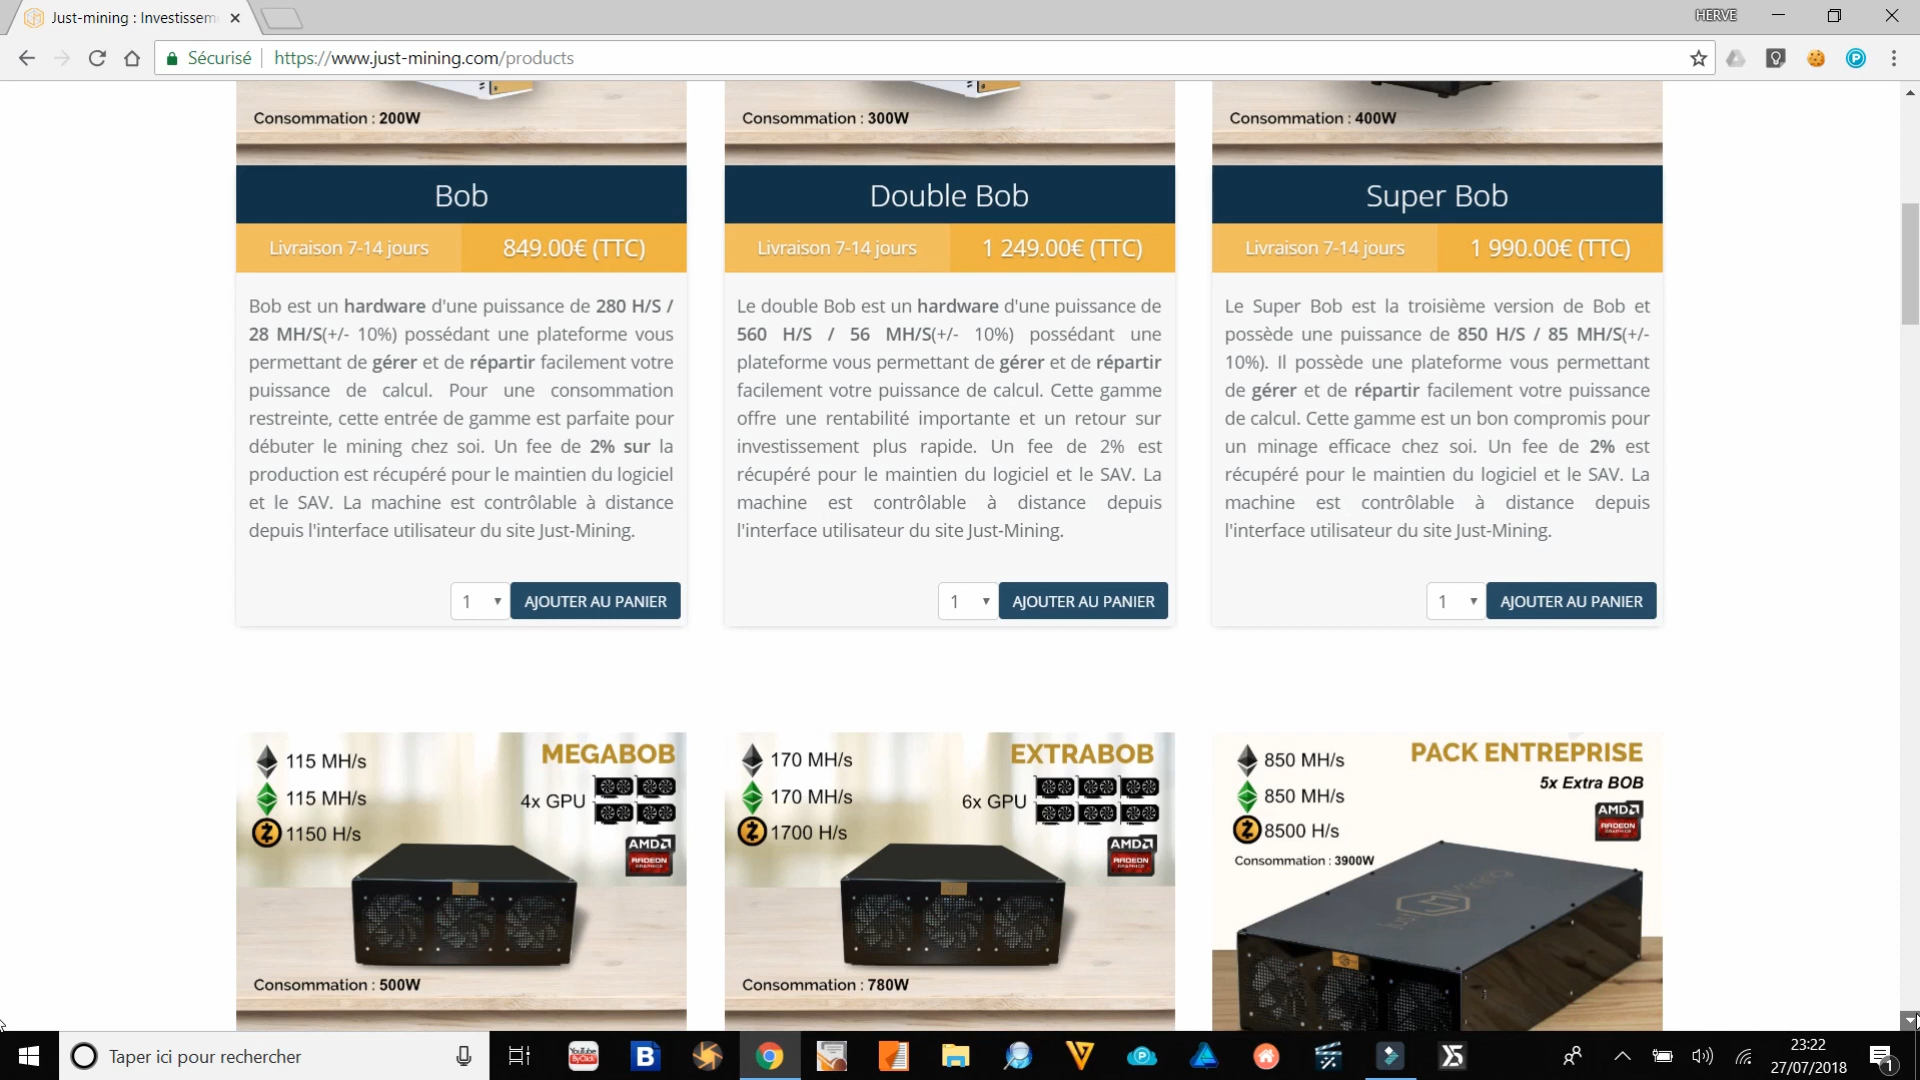 Just-mining : Investisseme
HERVE
Sécurisé
https://www.just-mining.com/products
Consommation : 200W
Consommation : 300W
Consommation : 400W
Bob
Livraison 7-14 jours
849.00€ (TTC)
Bob est un hardware d'une puissance de 280 H/S /
28 MH/S(+/- 10%) possédant une plateforme vous
permettant de gérer et de répartir facilement votre
puissance de calcul. Pour une consommation
restreinte, cette entrée de gamme est parfaite pour
débuter le mining chez soi. Un fee de 2% sur la
production est récupéré pour le maintien du logiciel
et le SAV. La machine est contrôlable à distance
depuis l'interface utilisateur du site Just-Mining.
1
AJOUTER AU PANIER
Double Bob
Livraison 7-14 jours
1 249.00€ (TTC)
Le double Bob est un hardware d'une puissance de
560 H/S / 56 MH/S(+/- 10%) possédant une
plateforme vous permettant de gérer et de répartir
facilement votre puissance de calcul. Cette gamme
offre une rentabilité importante et un retour sur
investissement plus rapide. Un fee de 2% est
récupéré pour le maintien du logiciel et le SAV. La
machine est contrôlable à distance depuis
l'interface utilisateur du site Just-Mining.
1
AJOUTER AU PANIER
Super Bob
Livraison 7-14 jours
1 990.00€ (TTC)
Le Super Bob est la troisième version de Bob et
possède une puissance de 850 H/S / 85 MH/S(+/-
10%). Il possède une plateforme vous permettant
de gérer et de répartir facilement votre puissance
de calcul. Cette gamme est un bon compromis pour
un minage efficace chez soi. Un fee de 2% est
récupéré pour le maintien du logiciel et le SAV. La
machine est contrôlable à distance depuis
l'interface utilisateur du site Just-Mining.
1
AJOUTER AU PANIER
115 MH/s
115 MH/s
1150 H/s
MEGABOB
4x GPU
AMD
RADEON
GRAPHICS
Consommation : 500W
170 MH/s
170 MH/s
1700 H/s
EXTRABOB
6x GPU
AMD
RADEON
GRAPHICS
Consommation : 780W
850 MH/s
850 MH/s
8500 H/s
Consommation : 3900W
PACK ENTREPRISE
5x Extra BOB
AMD
RADEON
GRAPHICS
Just Mining
Taper ici pour rechercher
23:22
27/07/2018
1